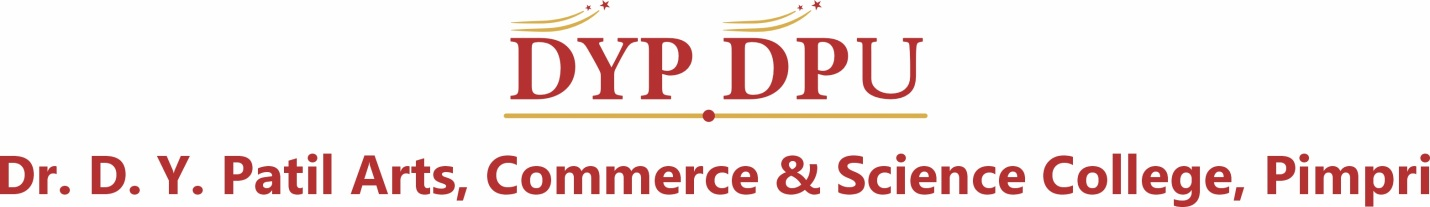 DYP DPU
Dr. D. Y. Patil Arts, Commerce & Science College, Pimpri